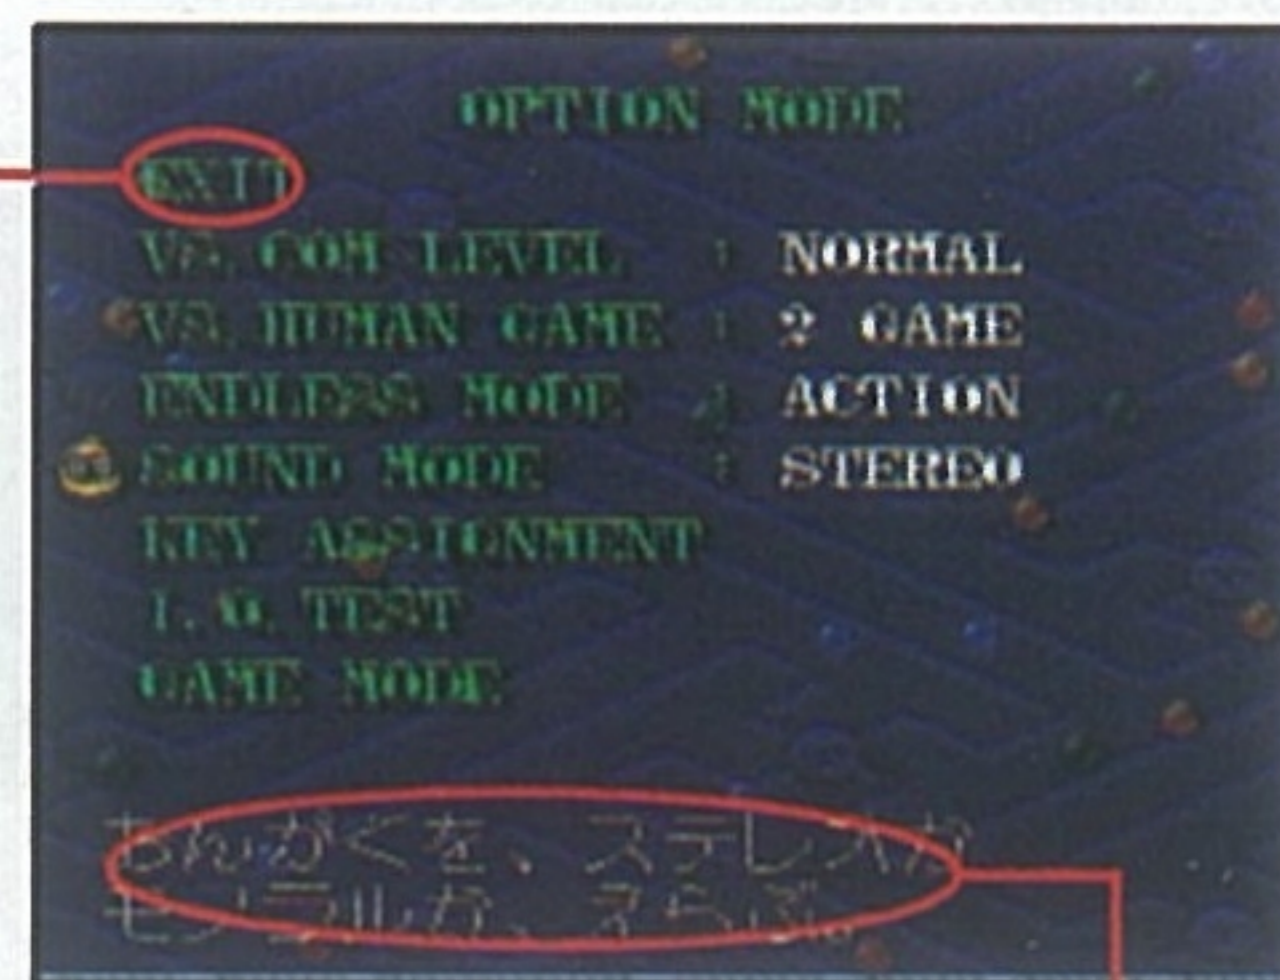 OPTION MODE
EXIT
VS. COM LEVEL : NORMAL
VS. HUMAN GAME : 2 GAME
ENDLESS MODE : ACTION
SOUND MODE : STEREO
KEY ASSIGNMENT
I.O. TEST
GAME MODE
おんがくを、ステレオか
モノラルか、えらぶ。